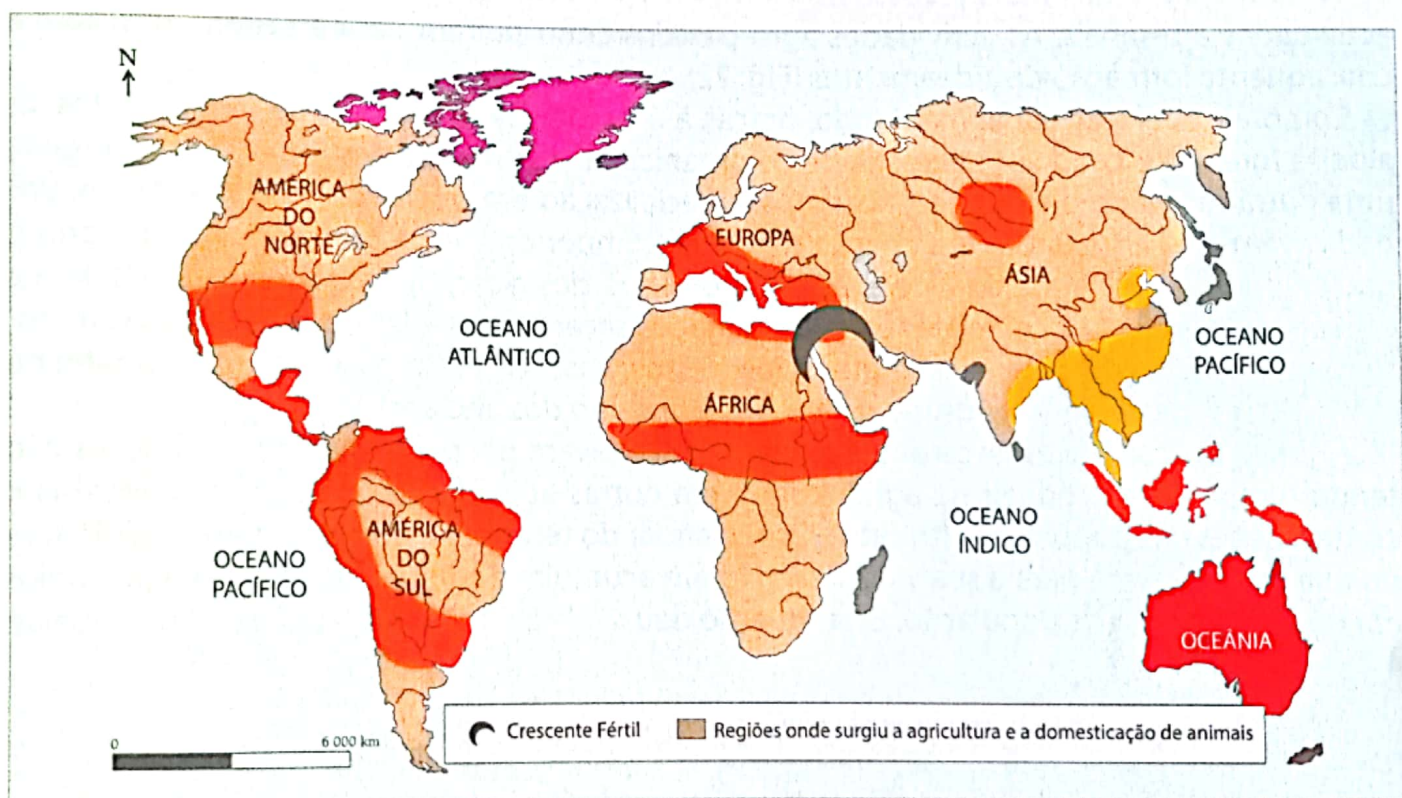 N
AMÉRICA
DO
NORTE
EUROPA
ÁSIA
OCEANO
ATLÂNTICO
OCEANO
PACÍFICO
ÁFRICA
AMÉRICA
DO
SUL
OCEANO
PACÍFICO
OCEANO
ÍNDICO
OCEÂNIA
Crescente Fértil
Regiões onde surgiu a agricultura e a domesticação de animais
0
6 000 km